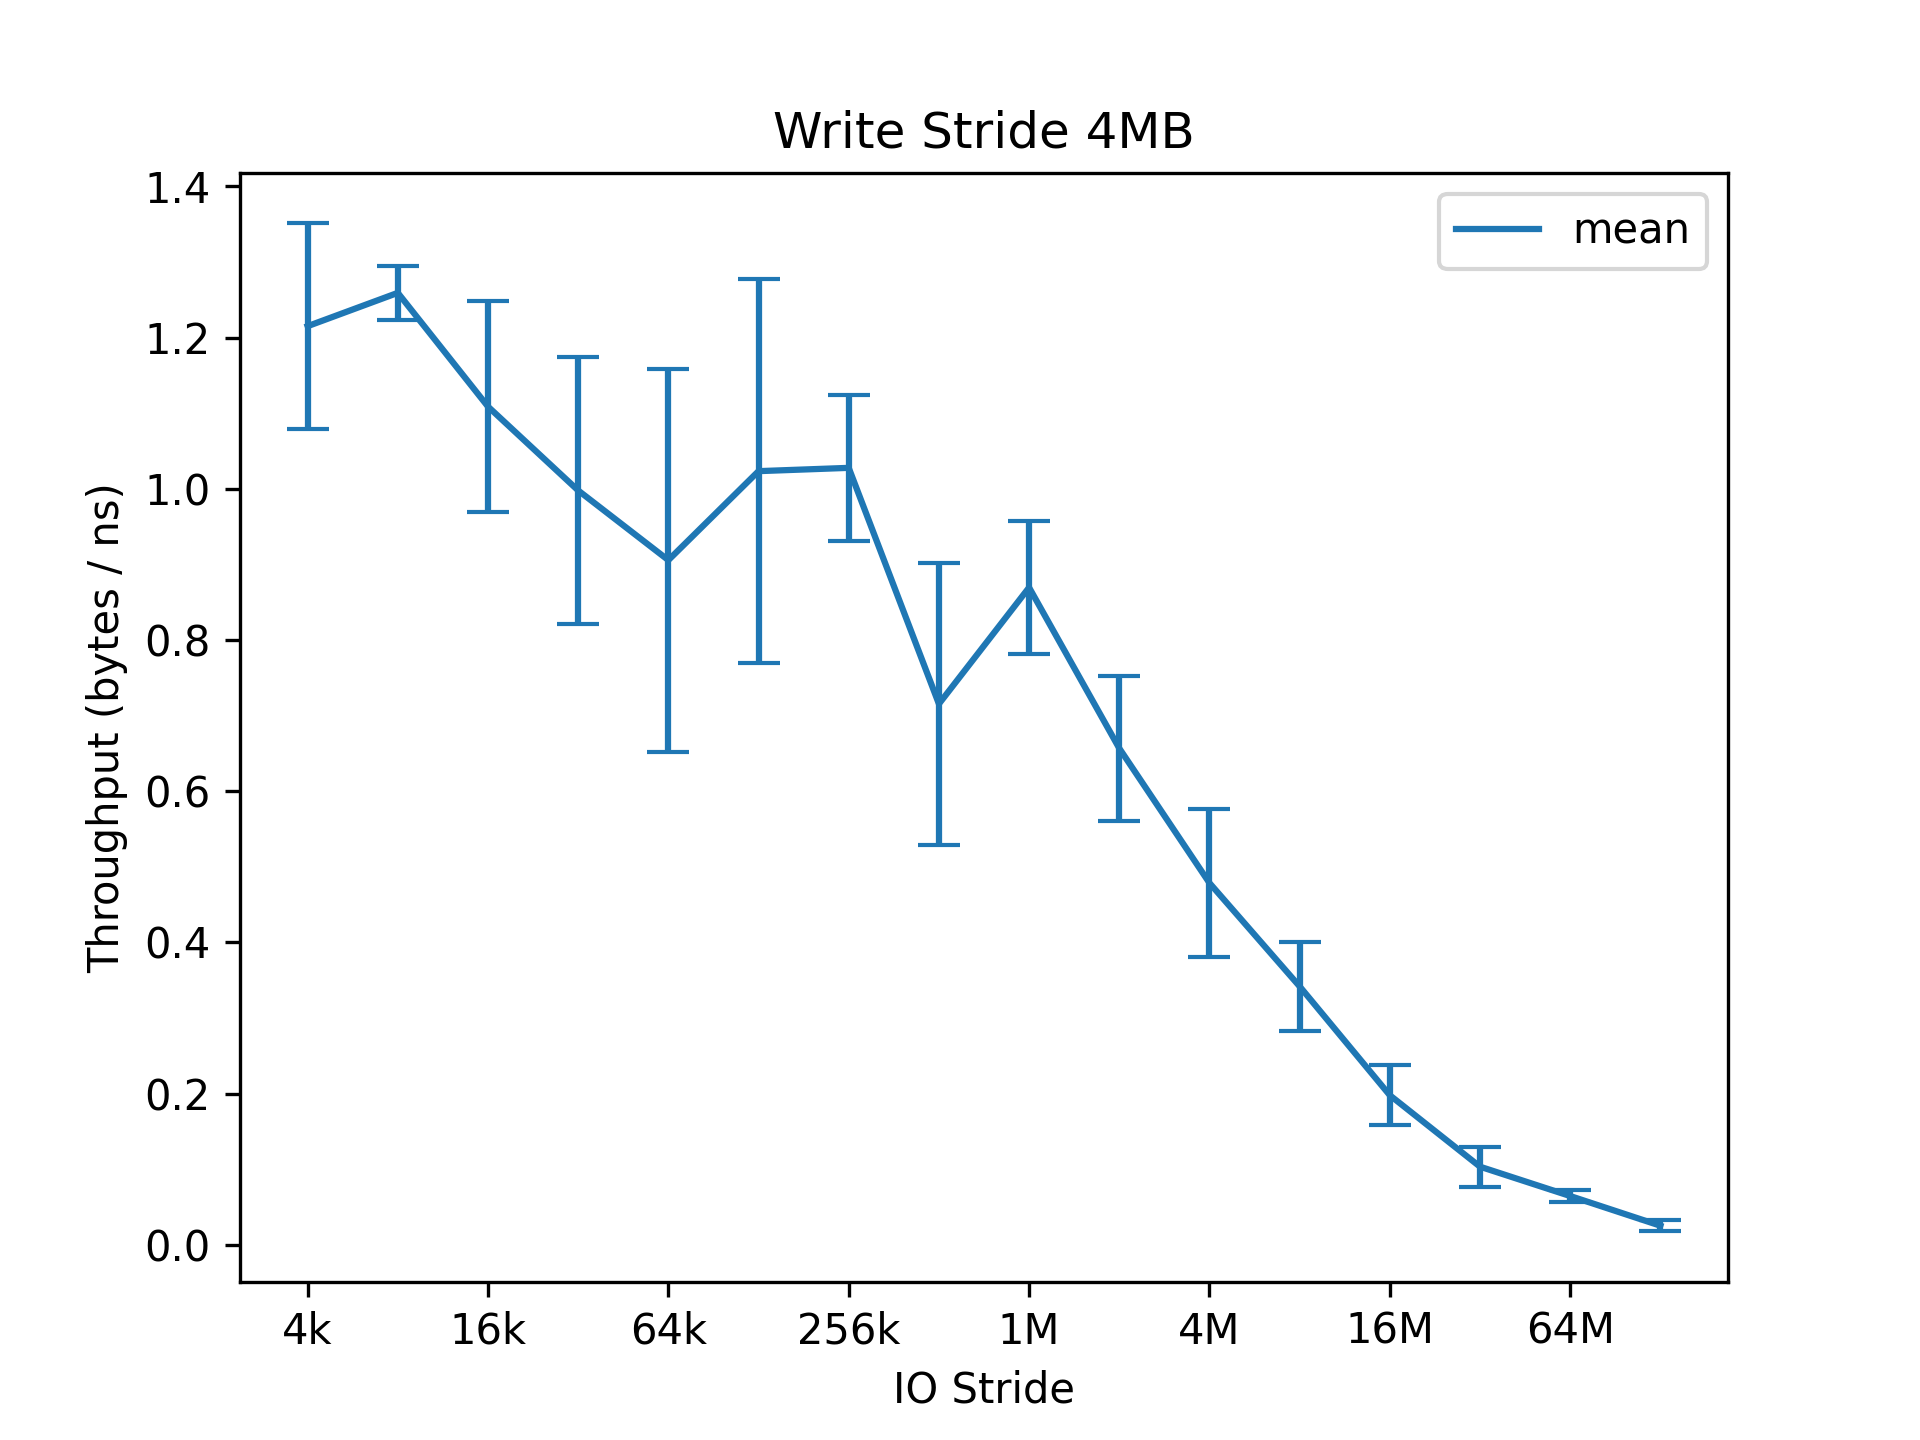 Write Stride 4MB
mean
Throughput (bytes / ns)
1.4
1.2
1.0
0.8
0.6
0.4
0.2
0.0
4k 16k 64k 256k 1M 4M 16M 64M
IO Stride